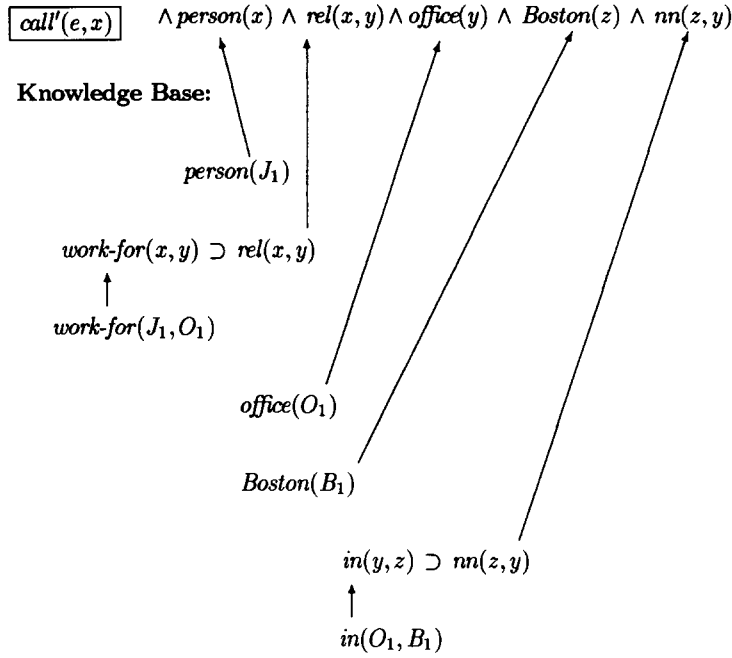 call′(e, x) ∧ person(x) ∧ rel(x, y) ∧ office(y) ∧ Boston(z) ∧ nn(z, y)
Knowledge Base:
person(J₁)
work-for(x, y) ⊃ rel(x, y)
work-for(J₁, O₁)
office(O₁)
Boston(B₁)
in(y, z) ⊃ nn(z, y)
in(O₁, B₁)